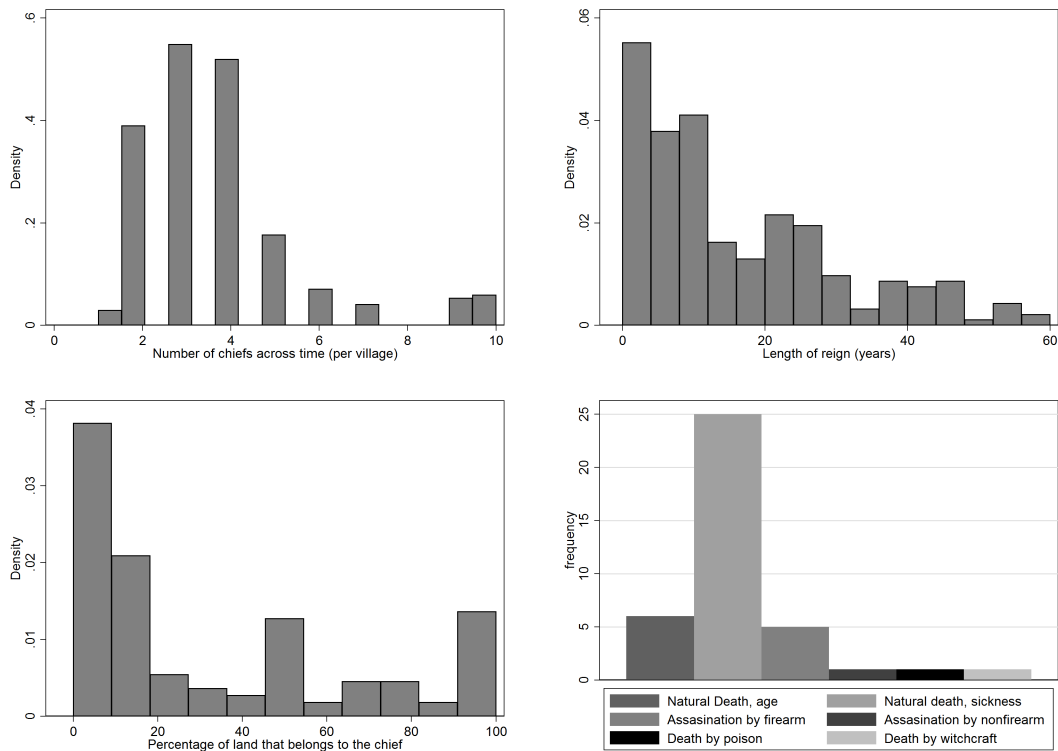 .6
.4
.2
0
Density
0 2 4 6 8 10
Number of chiefs across time (per village)
.06
.04
.02
0
Density
0 20 40 60
Length of reign (years)
.04
.03
.02
.01
0
Density
0 20 40 60 80 100
Percentage of land that belongs to the chief
25
20
15
10
5
0
frequency
Natural Death, age Natural death, sickness
Assasination by firearm Assasination by nonfirearm
Death by poison Death by witchcraft